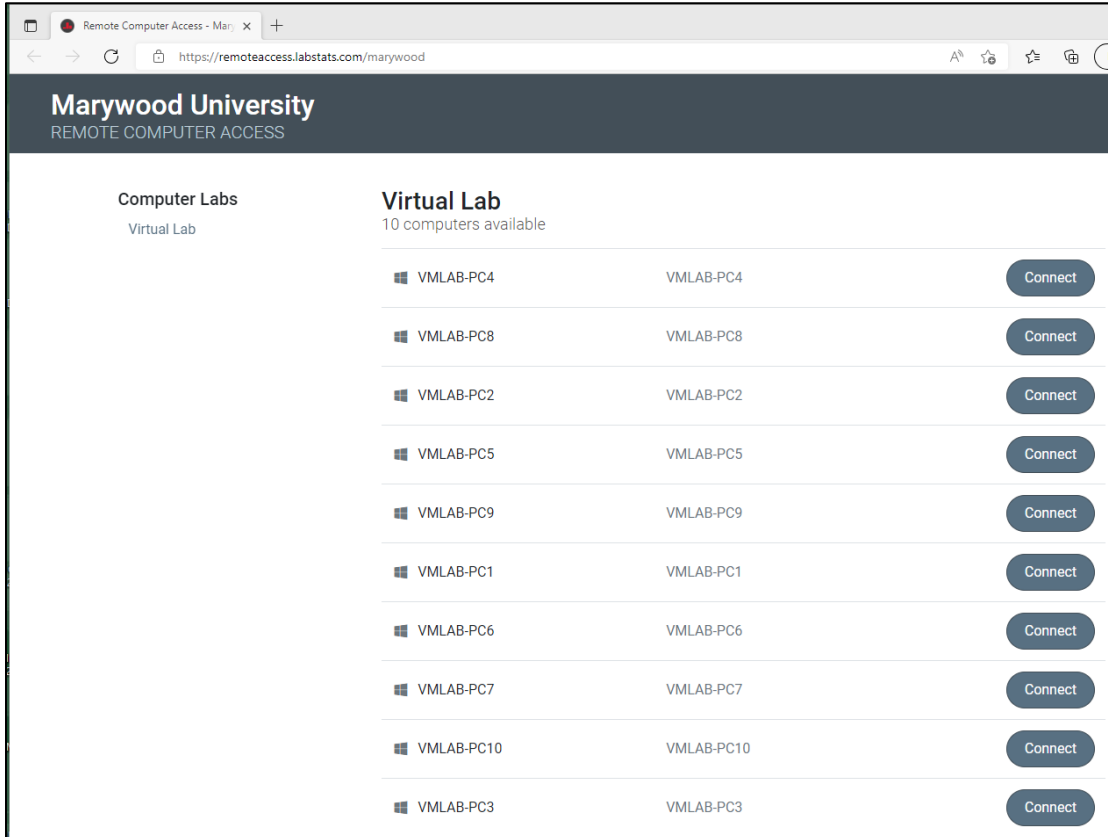 Remote Computer Access - Mar
https://remoteaccess.labstats.com/marywood
Marywood University
REMOTE COMPUTER ACCESS
Computer Labs
Virtual Lab
Virtual Lab
10 computers available
VMLAB-PC4 VMLAB-PC4 Connect
VMLAB-PC8 VMLAB-PC8 Connect
VMLAB-PC2 VMLAB-PC2 Connect
VMLAB-PC5 VMLAB-PC5 Connect
VMLAB-PC9 VMLAB-PC9 Connect
VMLAB-PC1 VMLAB-PC1 Connect
VMLAB-PC6 VMLAB-PC6 Connect
VMLAB-PC7 VMLAB-PC7 Connect
VMLAB-PC10 VMLAB-PC10 Connect
VMLAB-PC3 VMLAB-PC3 Connect